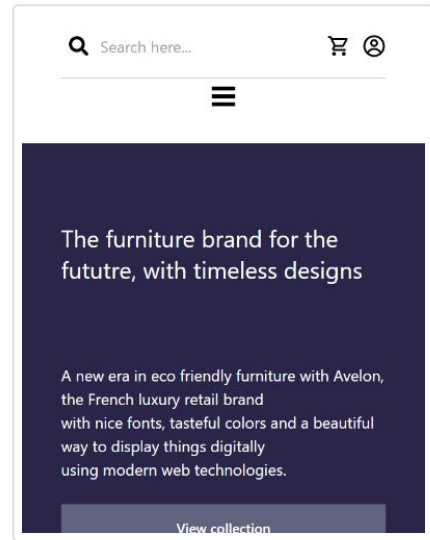 Search here...
The furniture brand for the
fututre, with timeless designs
A new era in eco friendly furniture with Avelon,
the French luxury retail brand
with nice fonts, tasteful colors and a beautiful
way to display things digitally
using modern web technologies.
View collection